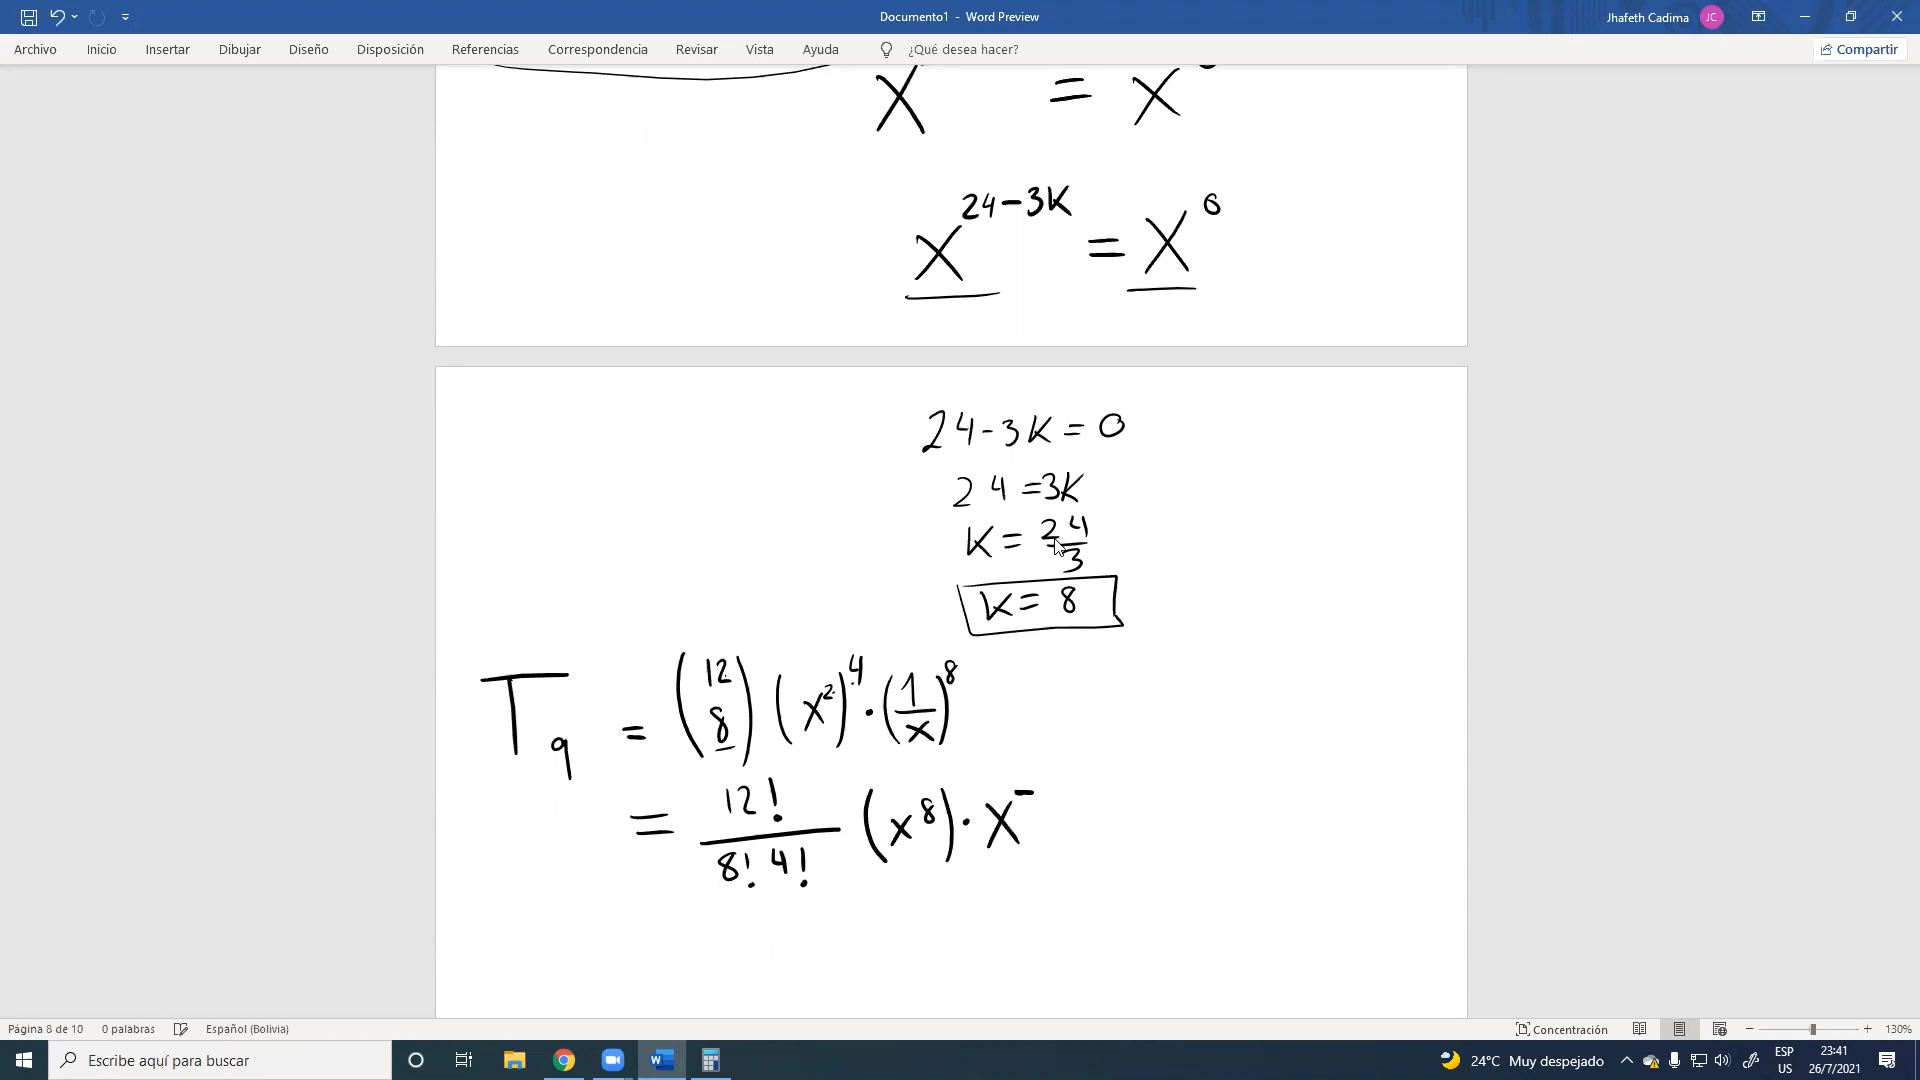 Documento1 - Word Preview
Jhafeth Cadima
JC
Archivo Inicio Insertar Dibujar Diseño Disposición Referencias Correspondencia Revisar Vista Ayuda ¿Qué desea hacer? Compartir
X = X
X^24-3K = X^0
24-3K=0
24=3K
K = 24/3
K = 8
T9 = (12 8) (x^2)^4 · (1/x)^8
= 12!/8!4! (x^8) · X^-
Página 8 de 10 0 palabras Español (Bolivia) Concentración 130%
Escribe aquí para buscar
24°C Muy despejado
ESP
US
23:41
26/7/2021